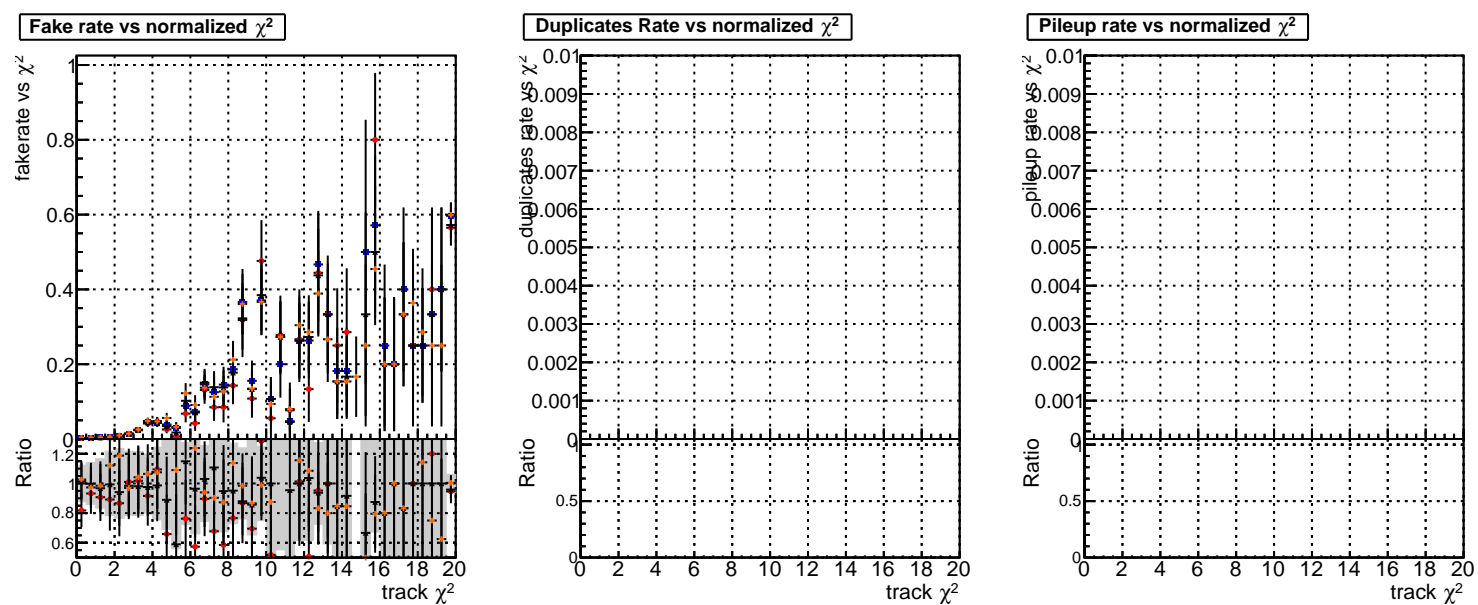 Fake rate vs normalized χ²
fakerate vs χ²
1
0.8
0.6
0.4
0.2
0
Ratio
1.2
1
0.8
0.6
0 2 4 6 8 10 12 14 16 18 20
track χ²
Duplicates Rate vs normalized χ²
duplicates rate vs χ²
0.01
0.009
0.008
0.007
0.006
0.005
0.004
0.003
0.002
0.001
0
Ratio
1
0.5
0
0 2 4 6 8 10 12 14 16 18 20
track χ²
Pileup rate vs normalized χ²
pileup rate vs χ²
0.01
0.009
0.008
0.007
0.006
0.005
0.004
0.003
0.002
0.001
0
Ratio
1
0.5
0
0 2 4 6 8 10 12 14 16 18 20
track χ²